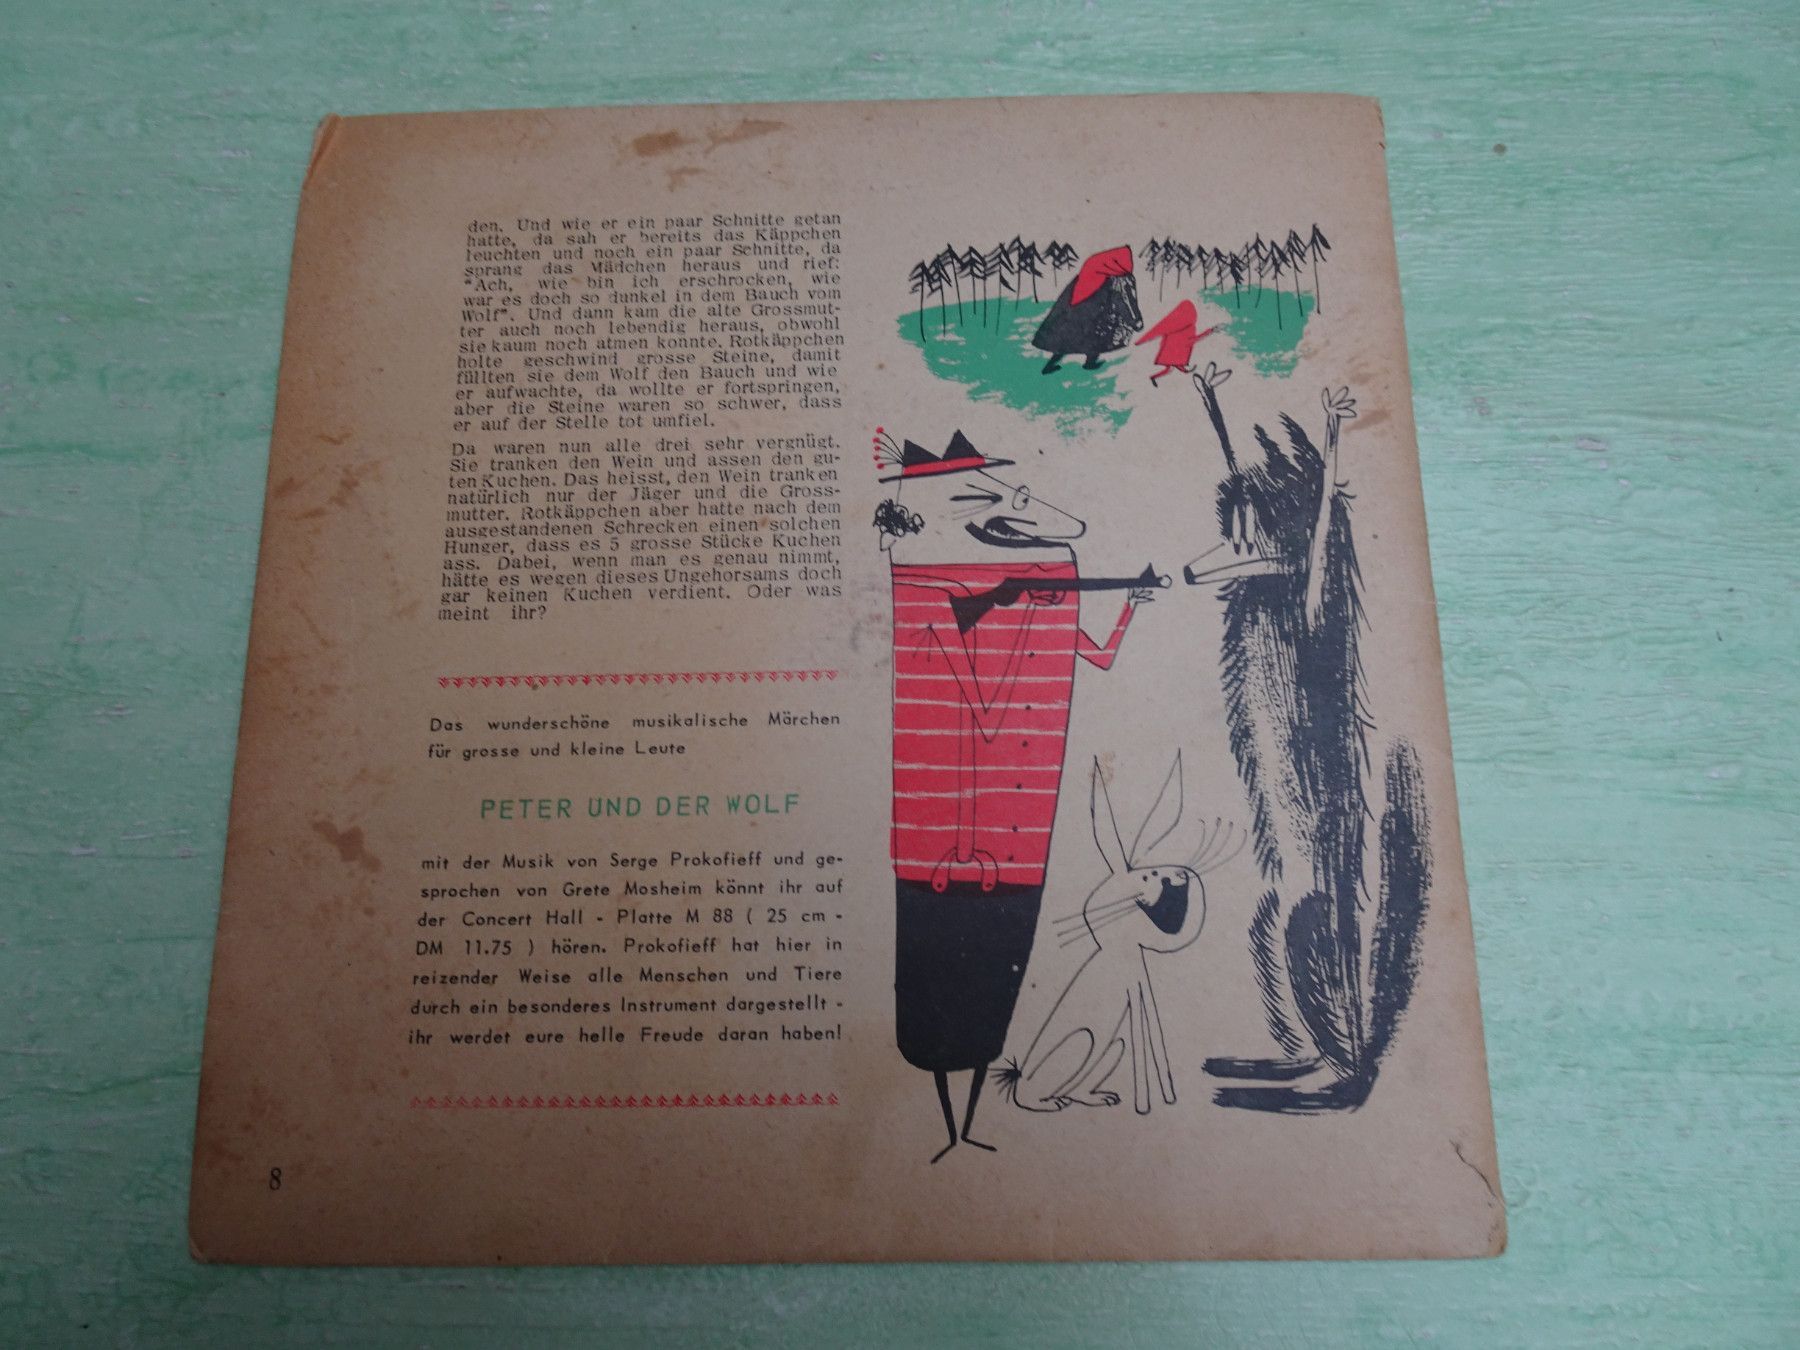 den. Und wie er ein paar Schnitte getan
hatte, da sah er bereits das Käppchen
leuchten und noch ein paar Schnitte, da
sprang das Mädchen heraus und rief:
"Ach, wie bin ich erschrocken, wie
war es doch so dunkel in dem Bauch vom
Wolf". Und dann kam die alte Grossmut-
ter auch noch lebendig heraus, obwohl
sie kaum noch atmen konnte. Rotkäppchen
holte geschwind grosse Steine, damit
füllten sie dem Wolf den Bauch und wie
er aufwachte, da wollte er fortspringen,
aber die Steine waren so schwer, dass
er auf der Stelle tot umfiel.
Da waren nun alle drei sehr vergnügt.
Sie tranken den Wein und assen den gu-
ten Kuchen. Das heisst, den Wein tranken
natürlich nur der Jäger und die Gross-
mutter. Rotkäppchen aber hatte nach dem
ausgestandenen Schrecken einen solchen
Hunger, dass es 5 grosse Stücke Kuchen
ass. Dabei, wenn man es genau nimmt,
hätte es wegen dieses Ungehorsams doch
gar keinen Kuchen verdient. Oder was
meint ihr?
Das wunderschöne musikalische Märchen
für grosse und kleine Leute
PETER UND DER WOLF
mit der Musik von Serge Prokofieff und ge-
sprochen von Grete Mosheim könnt ihr auf
der Concert Hall - Platte M 88 ( 25 cm -
DM 11.75 ) hören. Prokofieff hat hier in
reizender Weise alle Menschen und Tiere
durch ein besonderes Instrument dargestellt -
ihr werdet eure helle Freude daran haben!
8